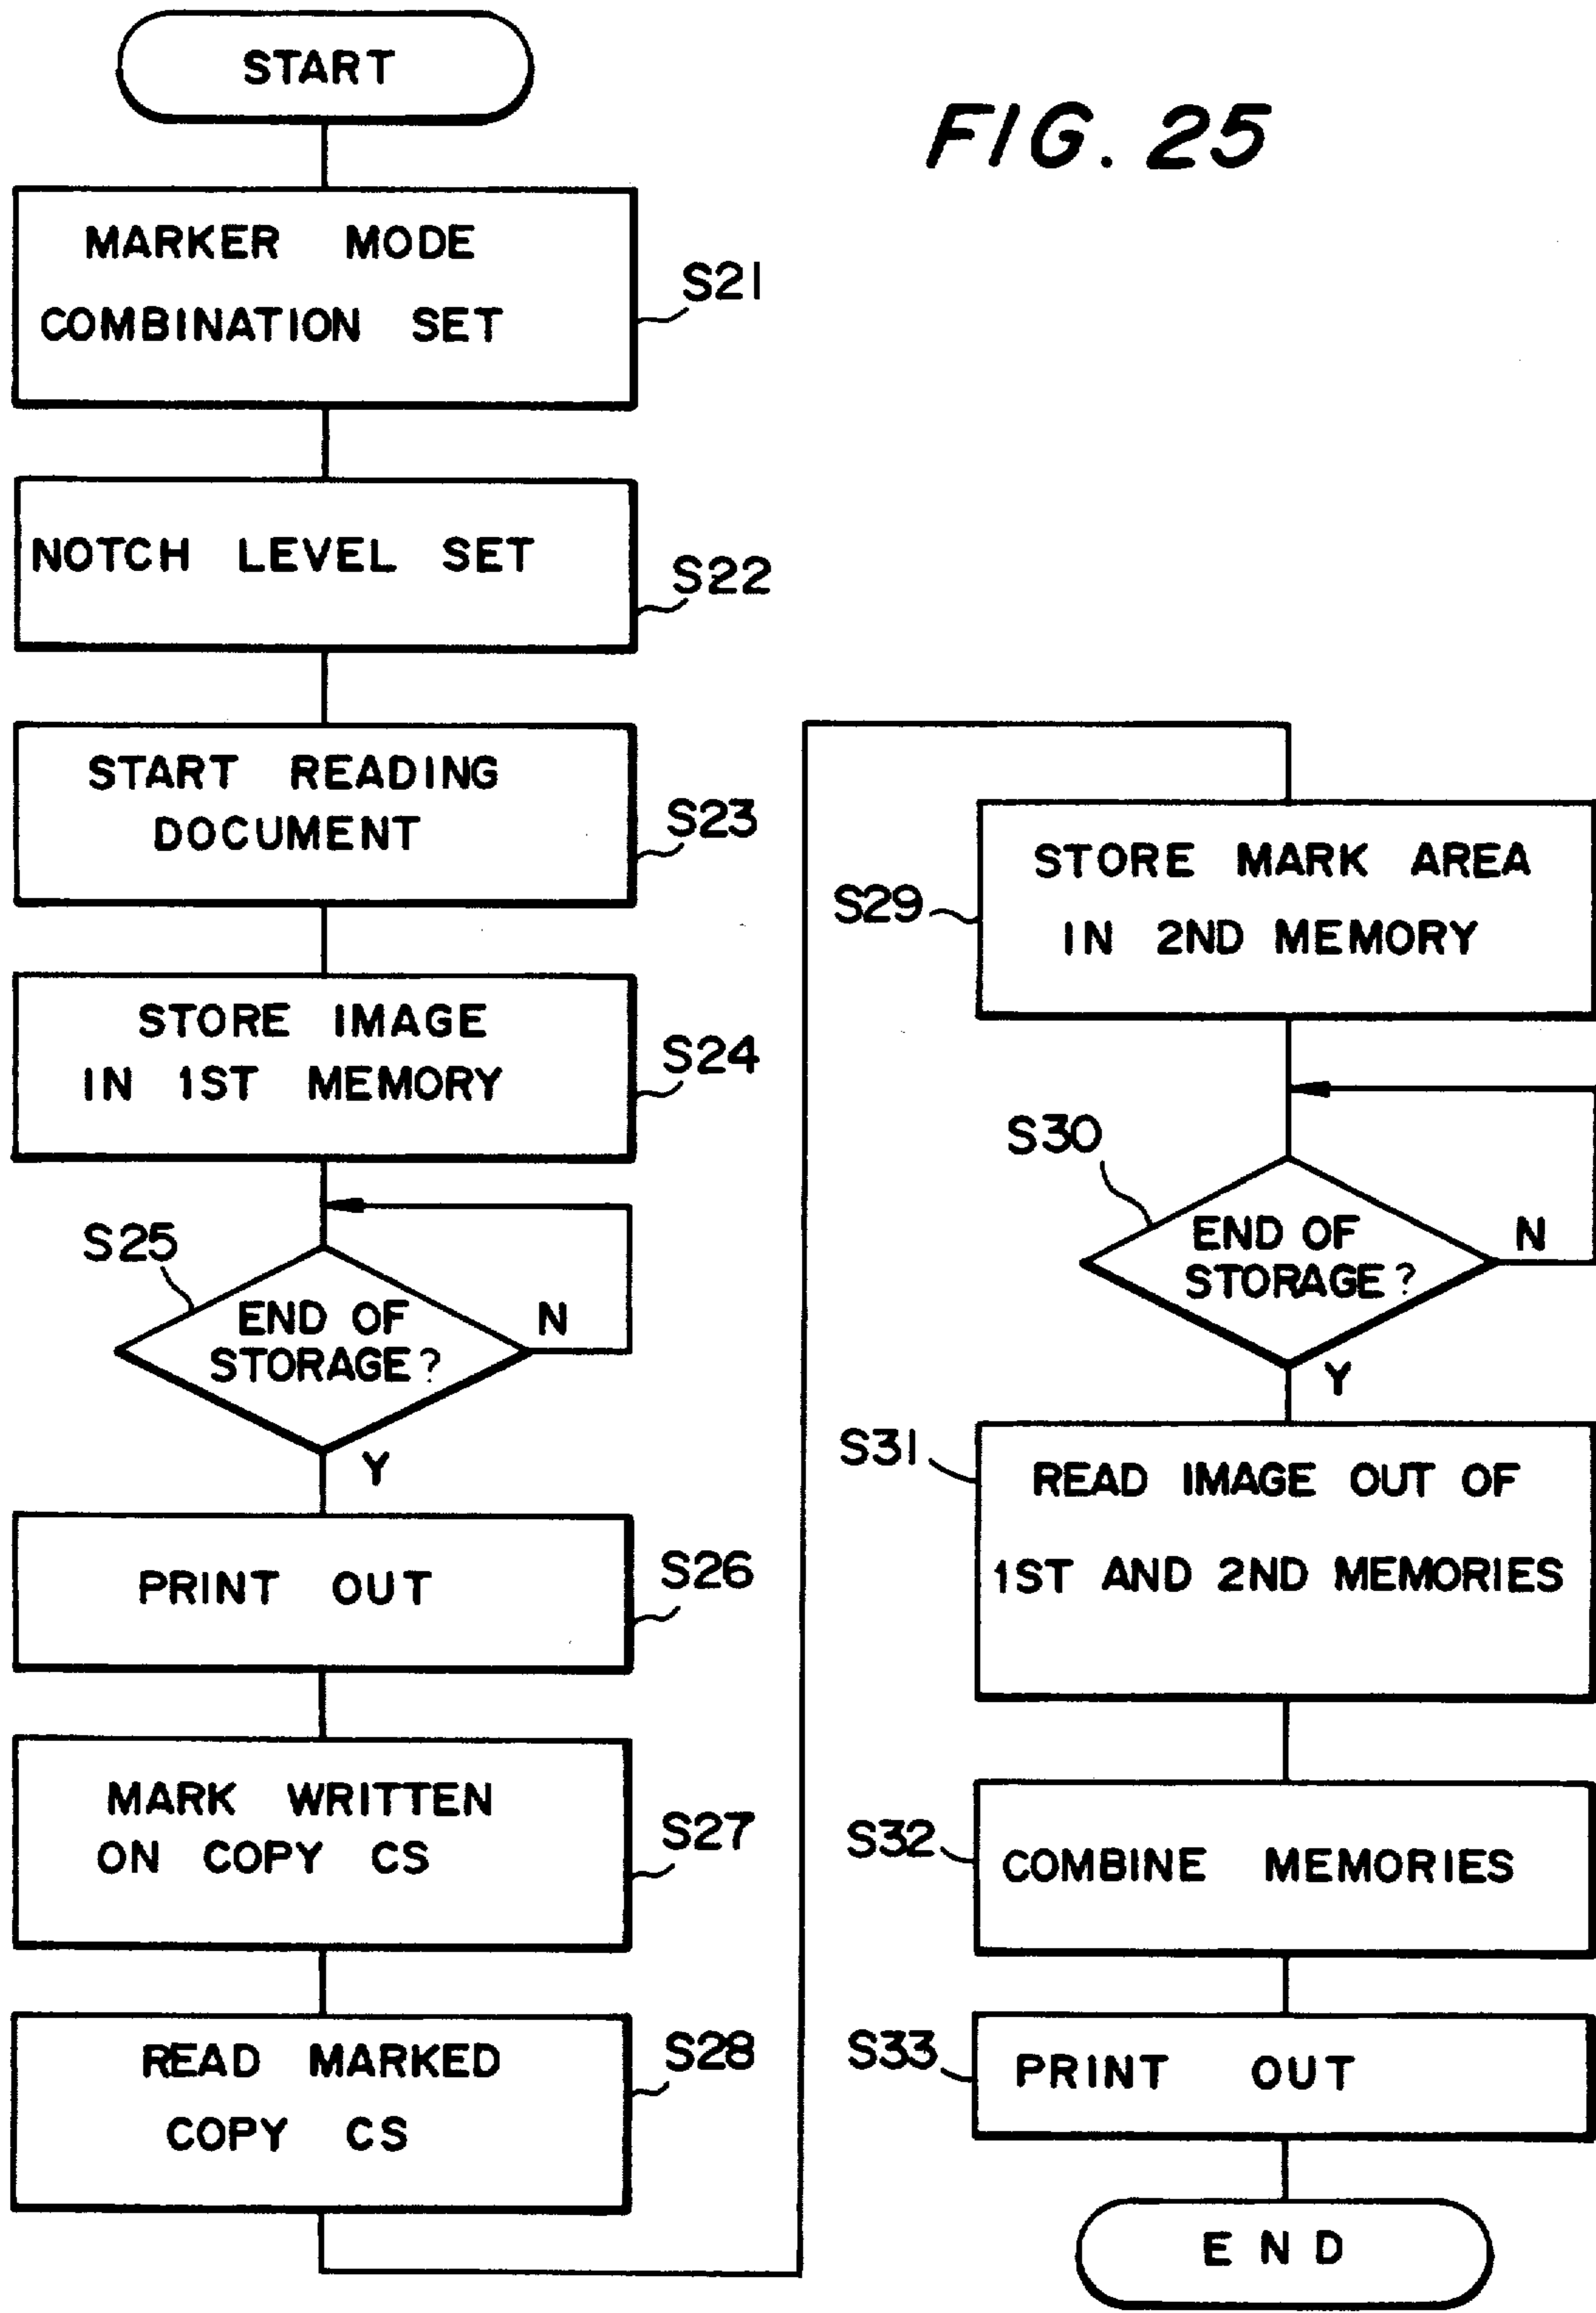 FIG. 25
START
MARKER MODE
COMBINATION SET
S21
NOTCH LEVEL SET
S22
START READING
DOCUMENT
S23
STORE IMAGE
IN 1ST MEMORY
S24
S25
END OF
STORAGE?
N
Y
PRINT OUT
S26
MARK WRITTEN
ON COPY CS
S27
READ MARKED
COPY CS
S28
STORE MARK AREA
IN 2ND MEMORY
S29
S30
END OF
STORAGE?
N
Y
S31
READ IMAGE OUT OF
1ST AND 2ND MEMORIES
S32
COMBINE MEMORIES
S33
PRINT OUT
END